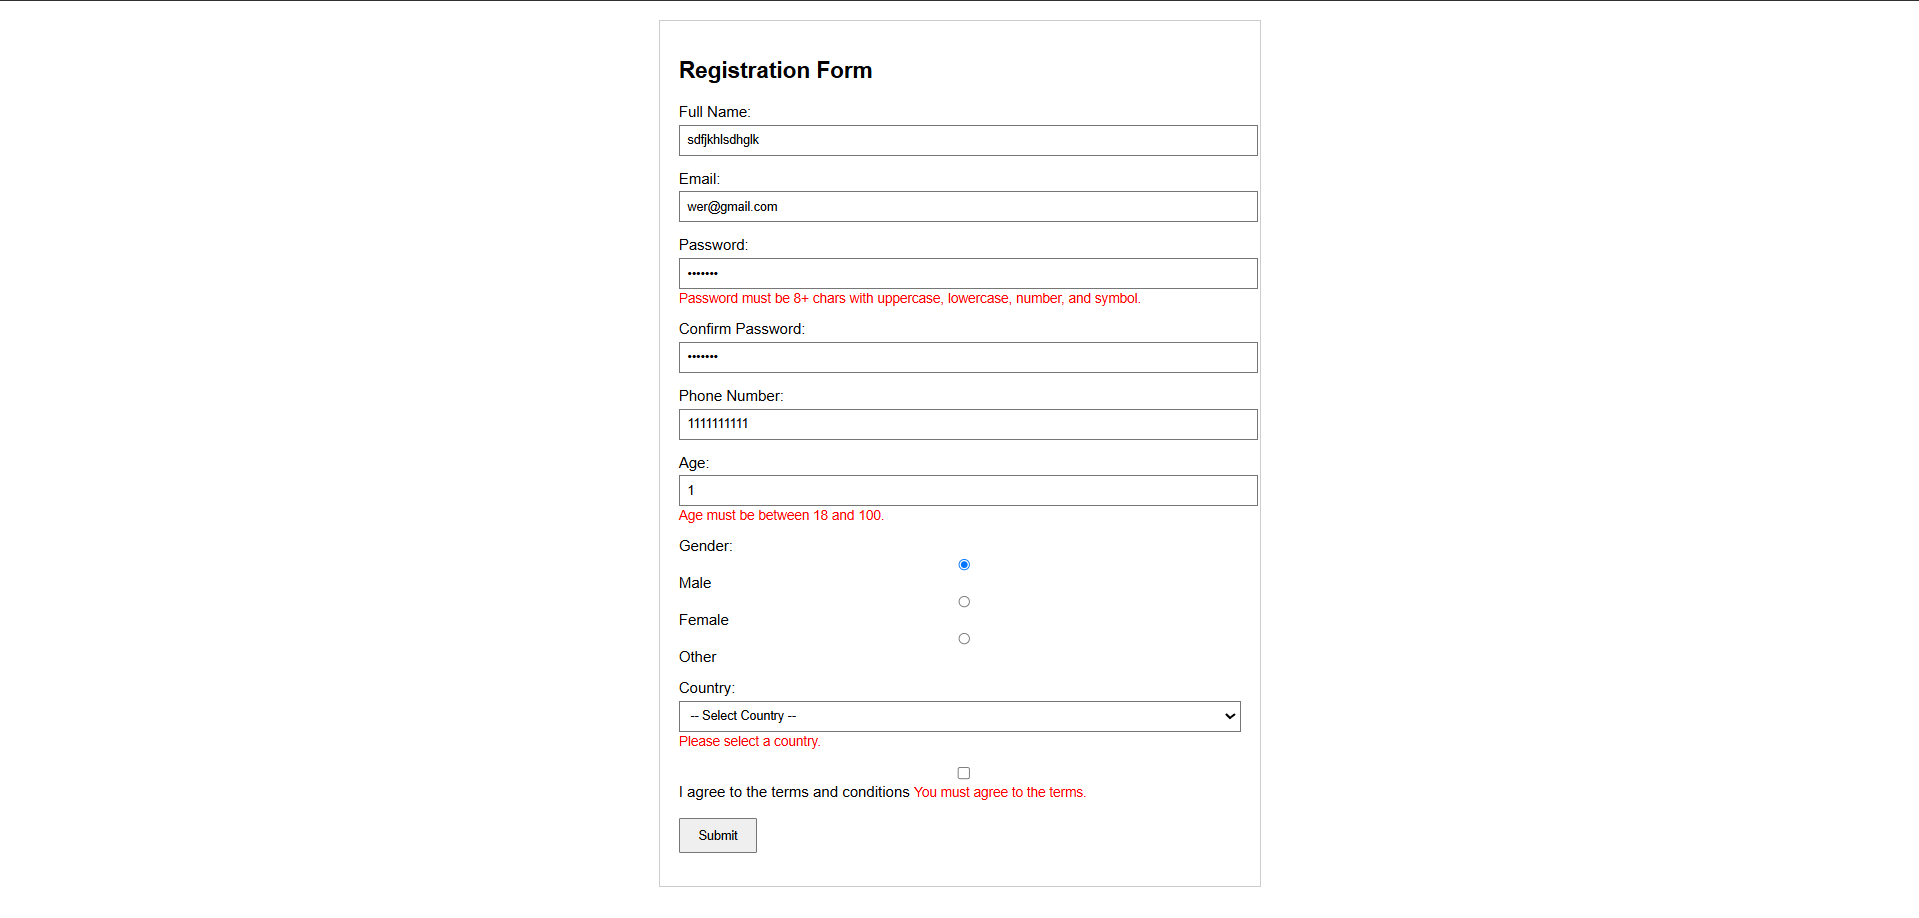 Registration Form
Full Name:
sdfjkhlsdhglk
Email:
wer@gmail.com
Password:
•••••••
Password must be 8+ chars with uppercase, lowercase, number, and symbol.
Confirm Password:
•••••••
Phone Number:
1111111111
Age:
1
Age must be between 18 and 100.
Gender:
Male
Female
Other
Country:
-- Select Country --
Please select a country.
I agree to the terms and conditions You must agree to the terms.
Submit